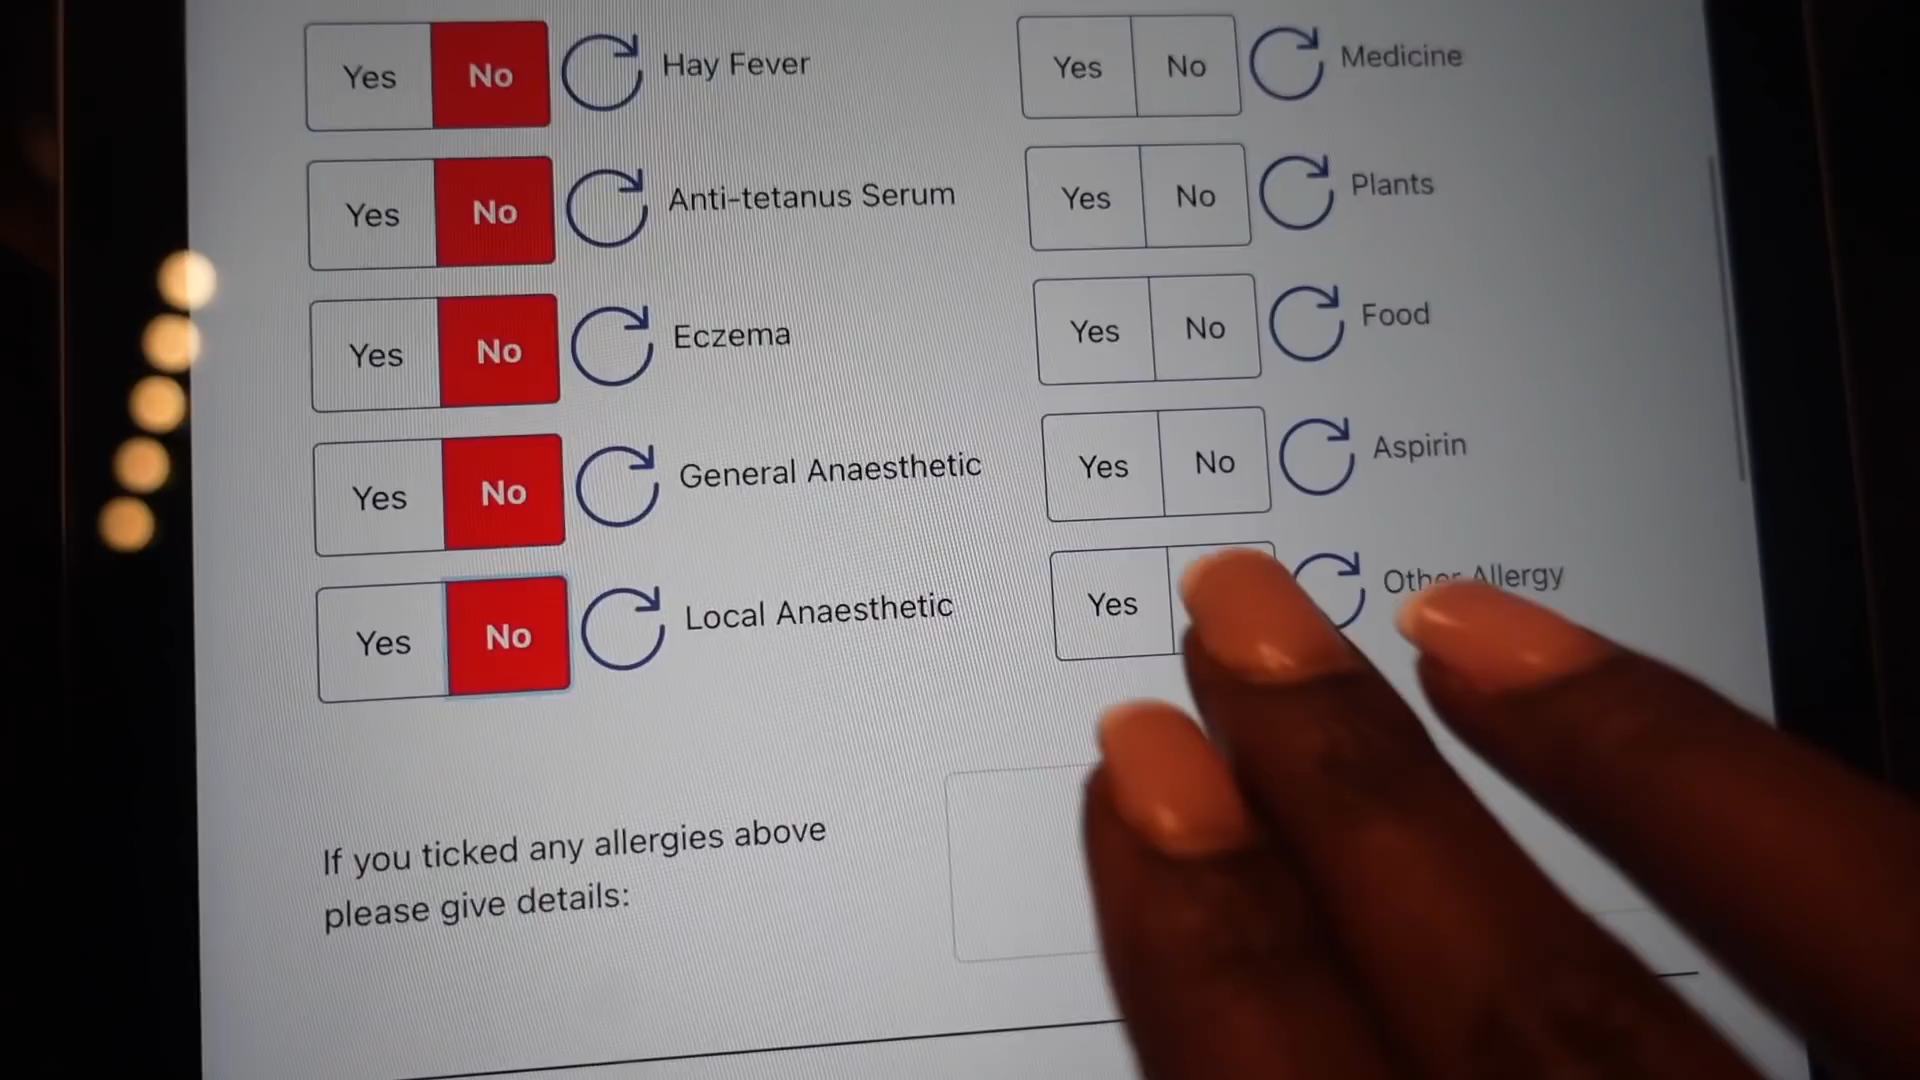 Yes No Hay Fever
Yes No Medicine
Yes No Anti-tetanus Serum
Yes No Plants
Yes No Eczema
Yes No Food
Yes No General Anaesthetic
Yes No Aspirin
Yes No Local Anaesthetic
Yes Other Allergy
If you ticked any allergies above
please give details: